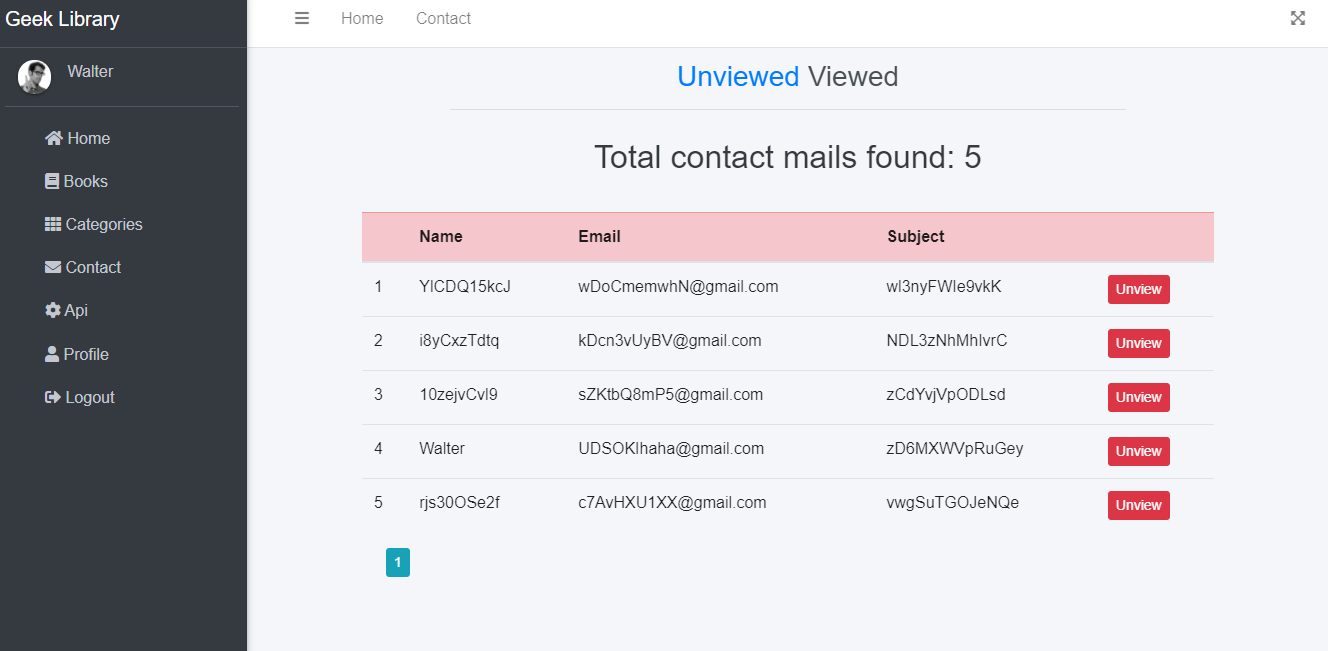 Geek Library
Home Contact
Walter
Home
Books
Categories
Contact
Api
Profile
Logout
Unviewed Viewed
Total contact mails found: 5
Name Email Subject
1 YlCDQ15kcJ wDoCmemwhN@gmail.com wl3nyFWle9vkK Unview
2 i8yCxzTdtq kDcn3vUyBV@gmail.com NDL3zNhMhlvrC Unview
3 10zejvCvl9 sZKtbQ8mP5@gmail.com zCdYvjVpODLsd Unview
4 Walter UDSOKlhaha@gmail.com zD6MXWVpRuGey Unview
5 rjs30OSe2f c7AvHXU1XX@gmail.com vwgSuTGOJeNQe Unview
1